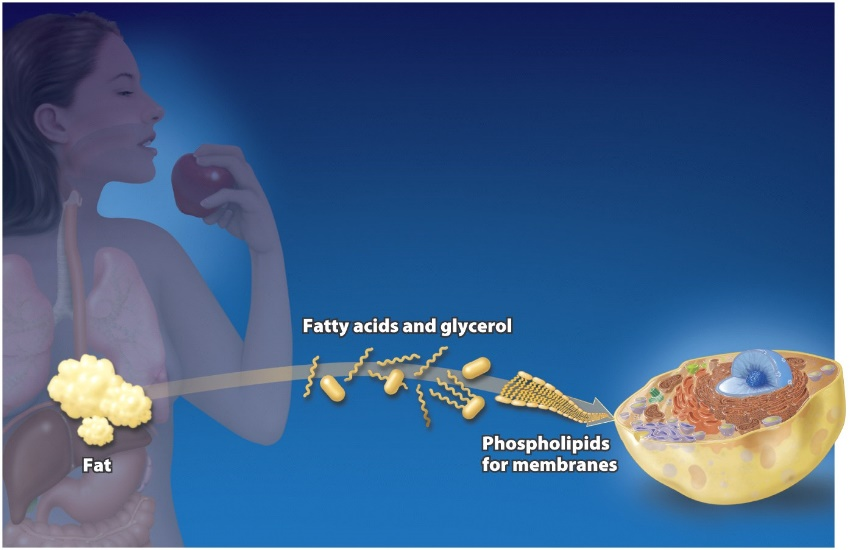 Fatty acids and glycerol
Phospholipids
for membranes
Fat